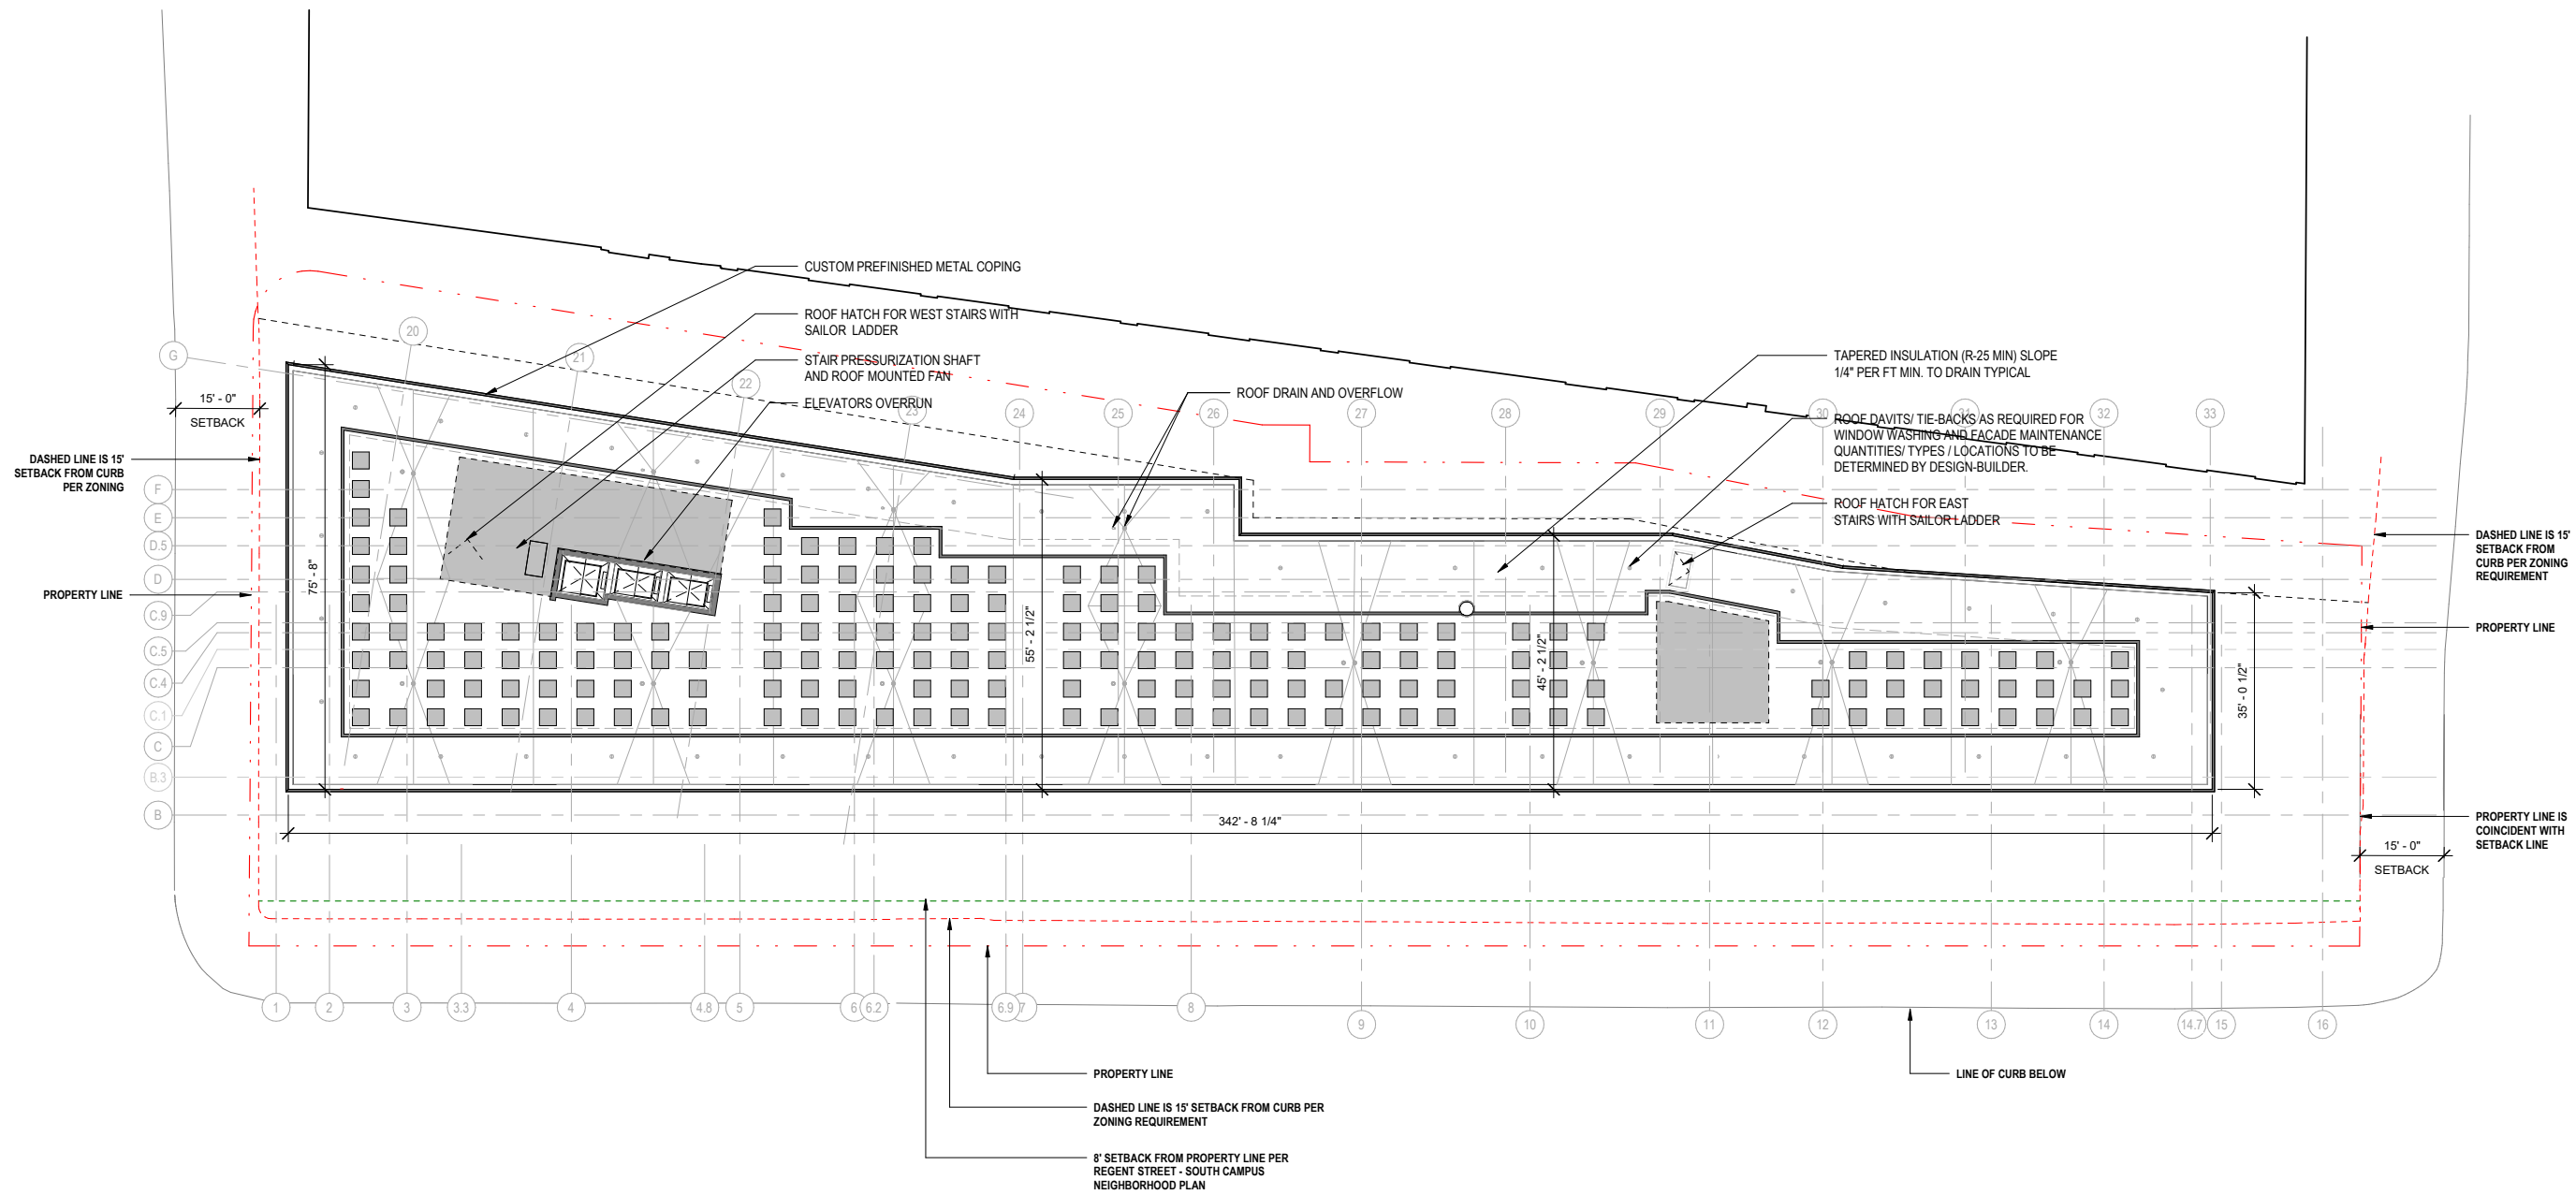 CUSTOM PREFINISHED METAL COPING
ROOF HATCH FOR WEST STAIRS WITH
SAILOR LADDER
STAIR PRESSURIZATION SHAFT
AND ROOF MOUNTED FAN
ELEVATORS OVERRUN
ROOF DRAIN AND OVERFLOW
TAPERED INSULATION (R-25 MIN) SLOPE
1/4" PER FT MIN. TO DRAIN TYPICAL
ROOF DAVITS/ TIE-BACKS AS REQUIRED FOR
WINDOW WASHING AND FACADE MAINTENANCE
QUANTITIES/ TYPES / LOCATIONS TO BE
DETERMINED BY DESIGN-BUILDER.
ROOF HATCH FOR EAST
STAIRS WITH SAILOR LADDER
20
21
22
23
24
25
26
27
28
29
30
31
32
33
15' - 0"
SETBACK
DASHED LINE IS 15'
SETBACK FROM CURB
PER ZONING
PROPERTY LINE
G
F
E
D.5
D
C.9
C.5
C.4
C.1
C
B.3
B
75' - 8"
55' - 2 1/2"
45' - 2 1/2"
35' - 0 1/2"
342' - 8 1/4"
DASHED LINE IS 15'
SETBACK FROM
CURB PER ZONING
REQUIREMENT
PROPERTY LINE
PROPERTY LINE IS
COINCIDENT WITH
SETBACK LINE
15' - 0"
SETBACK
1
2
3
3.3
4
4.8
5
6
6.2
6.9
7
8
9
10
11
12
13
14
14.7
15
16
PROPERTY LINE
DASHED LINE IS 15' SETBACK FROM CURB PER
ZONING REQUIREMENT
8' SETBACK FROM PROPERTY LINE PER
REGENT STREET - SOUTH CAMPUS
NEIGHBORHOOD PLAN
LINE OF CURB BELOW